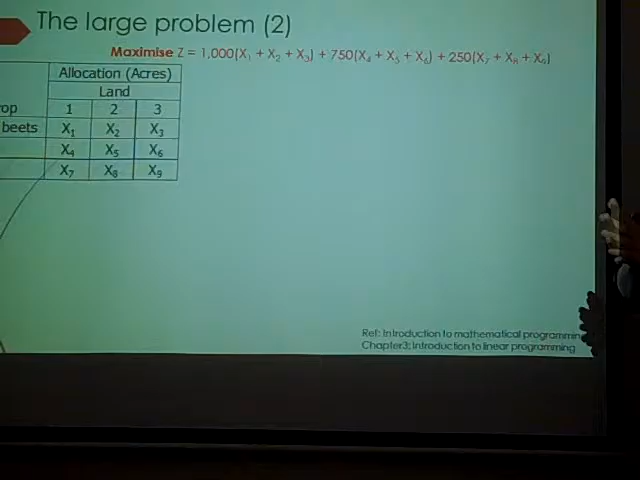 The large problem (2)
Maximise Z = 1,000(X₁ + X₂ + X₃) + 750(X₄ + X₅ + X₆) + 250(X₇ + X₈ + X₉)
Allocation (Acres)
Land
1 2 3
beets X₁ X₂ X₃
X₄ X₅ X₆
X₇ X₈ X₉
Ref: Introduction to mathematical
Chapter3: Introduction to linear programming